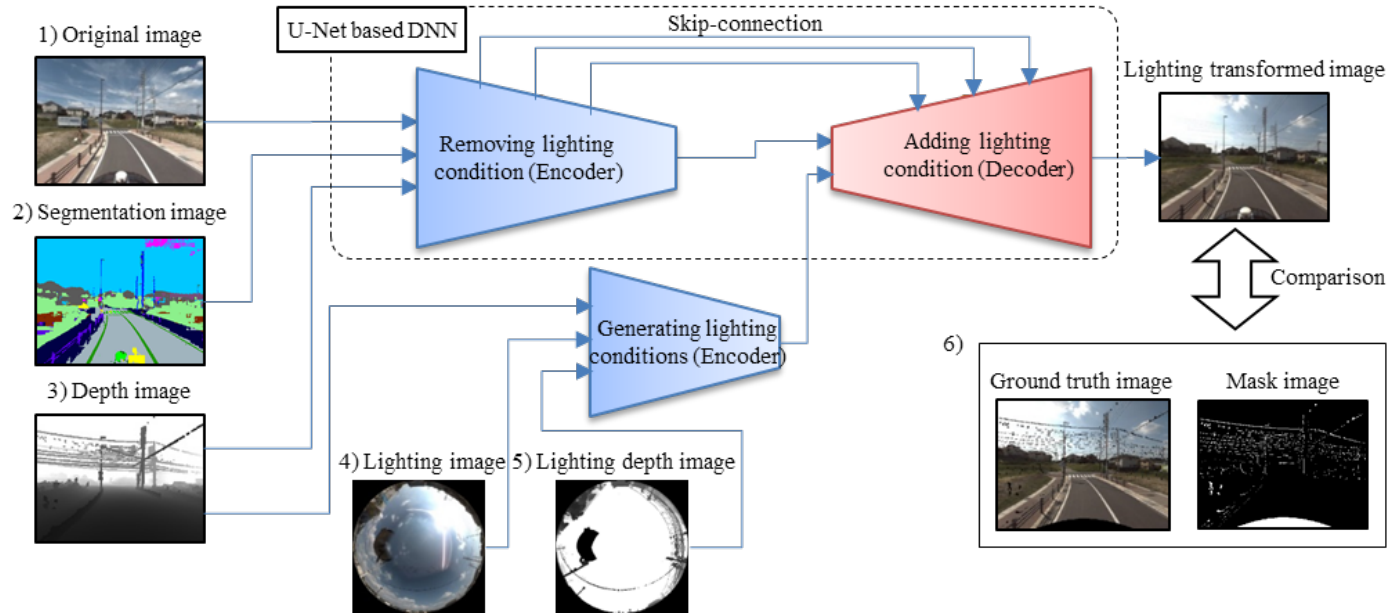 1) Original image
U-Net based DNN
Skip-connection
Lighting transformed image
Removing lighting
condition (Encoder)
Adding lighting
condition (Decoder)
2) Segmentation image
Comparison
Generating lighting
conditions (Encoder)
6)
3) Depth image
Ground truth image
Mask image
4) Lighting image
5) Lighting depth image